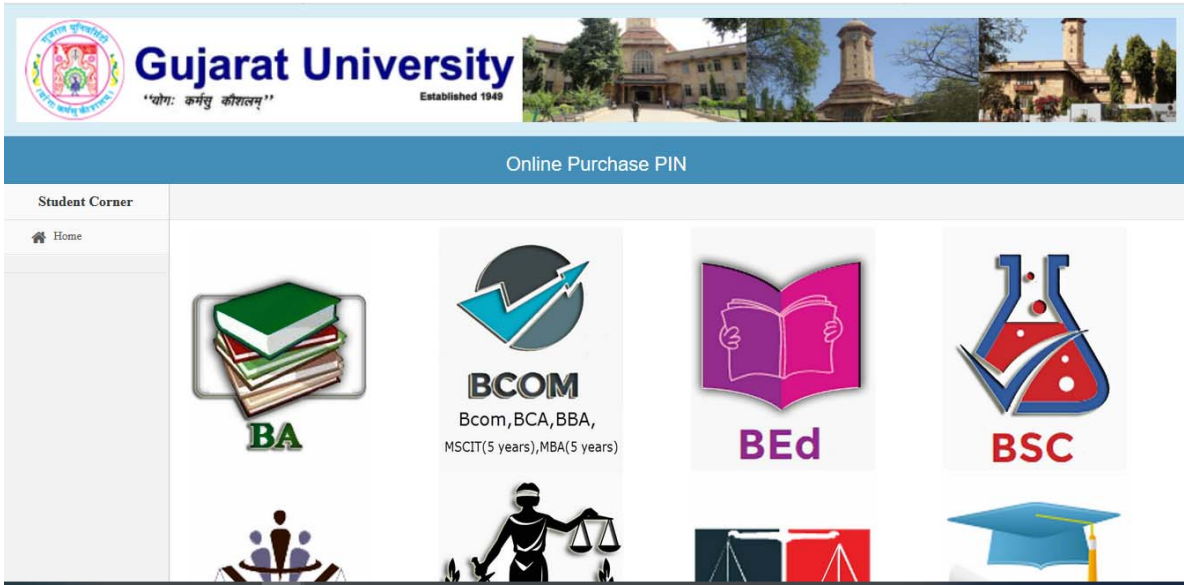 Gujarat University
"योगः कर्मसु कौशलम्"
Established 1949
Online Purchase PIN
Student Corner
Home
BA
BCOM
Bcom,BCA,BBA,
MSCIT(5 years),MBA(5 years)
BEd
BSC